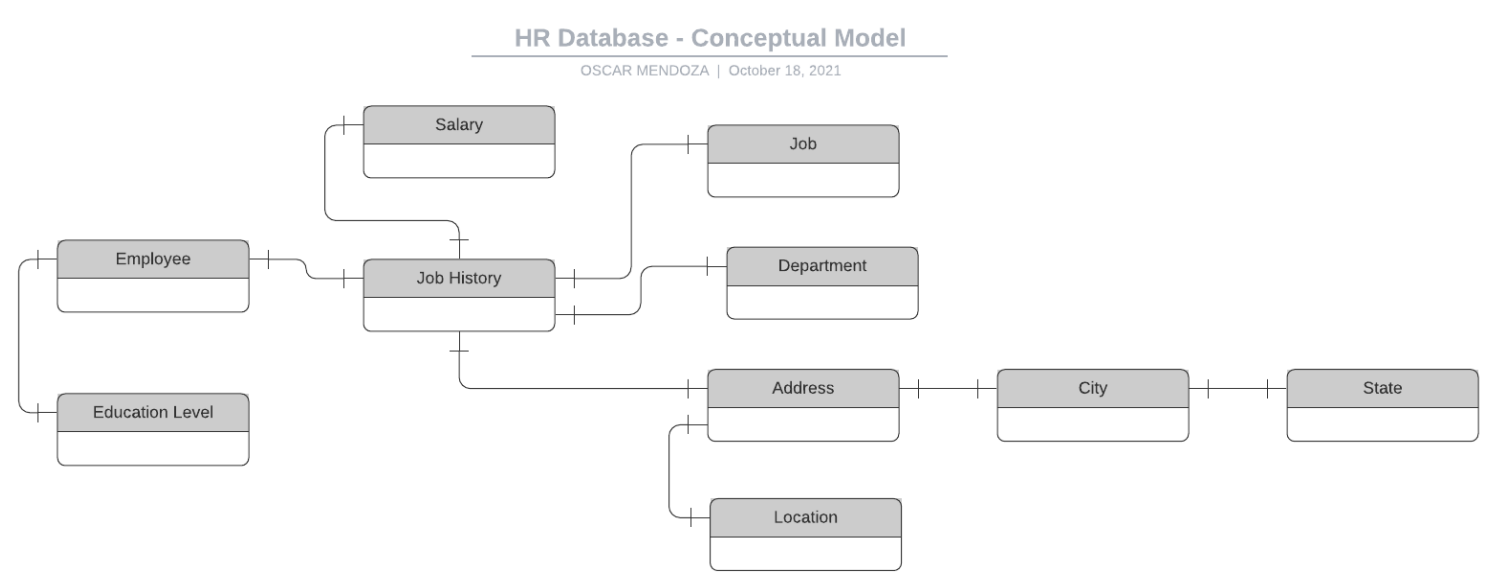 HR Database - Conceptual Model
OSCAR MENDOZA | October 18, 2021
Salary
Job
Employee
Job History
Department
Education Level
Address
City
State
Location